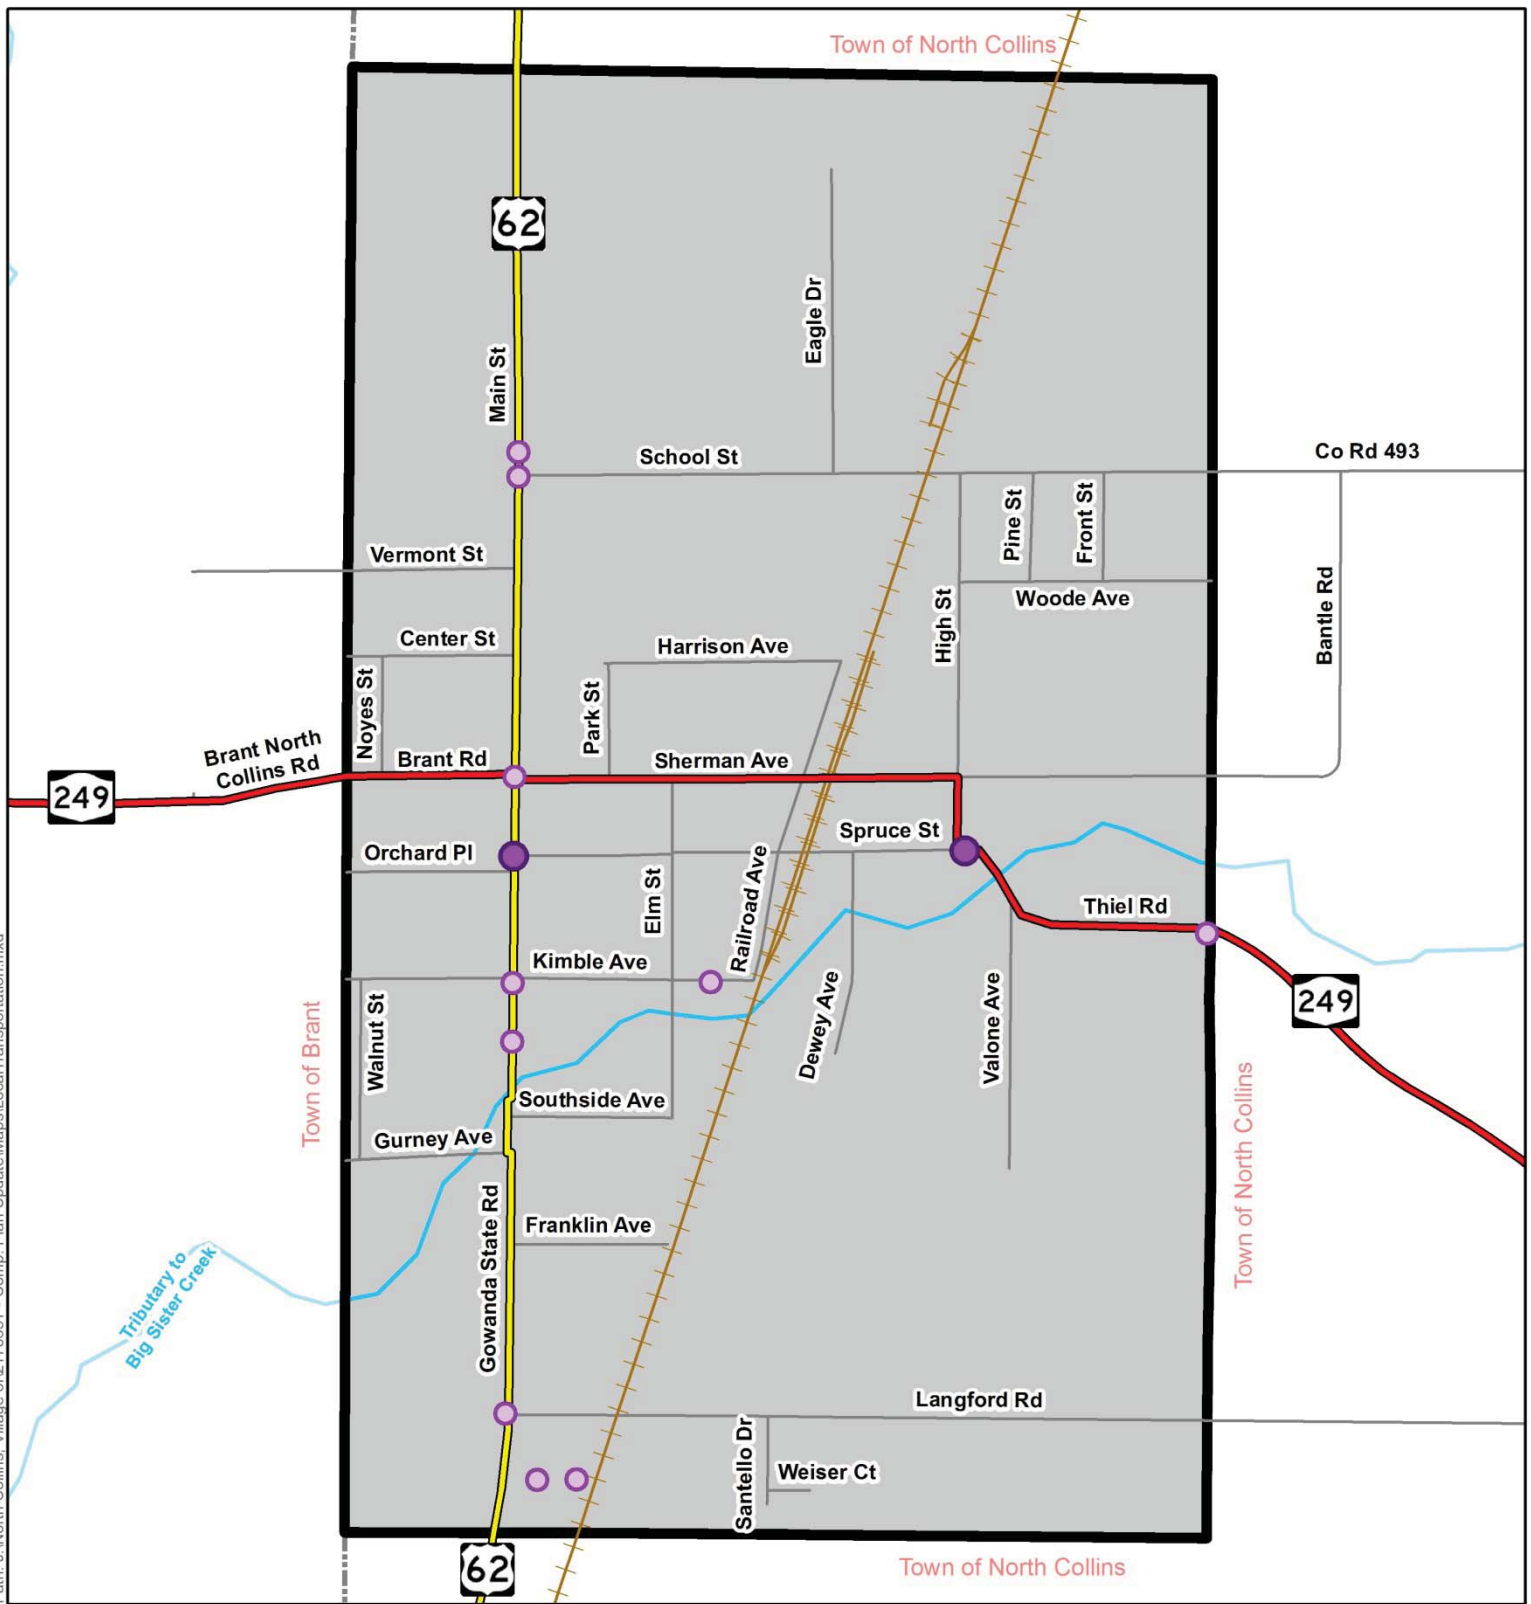 Town of North Collins
62
Eagle Dr
Main St
School St
Co Rd 493
Pine St
Front St
Vermont St
Woode Ave
Bantle Rd
High St
Center St
Harrison Ave
Noyes St
Park St
Brant North
Collins Rd
Brant Rd
Sherman Ave
249
Spruce St
Orchard Pl
Elm St
Railroad Ave
Thiel Rd
Kimble Ave
Dewey Ave
Valone Ave
249
Walnut St
Town of Brant
Southside Ave
Gurney Ave
Town of North Collins
Gowanda State Rd
Franklin Ave
Tributary to
Big Sister Creek
Langford Rd
Santello Dr
Weiser Ct
62
Town of North Collins